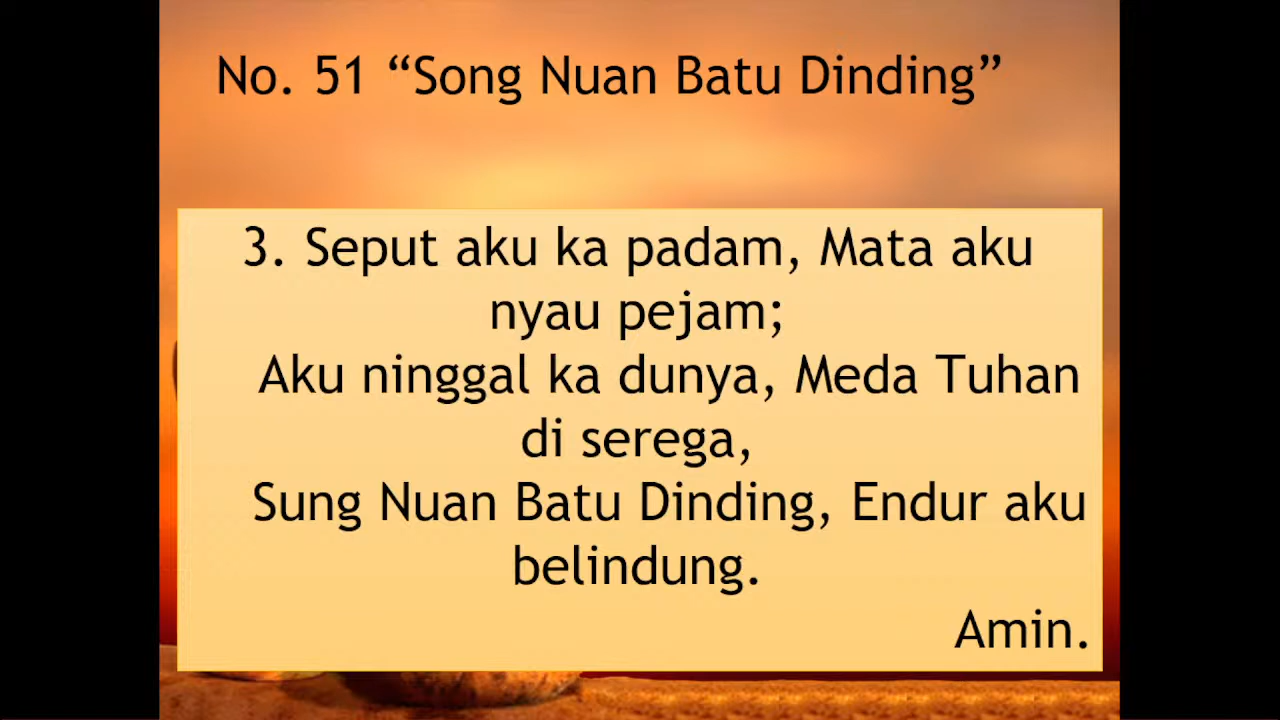 No. 51 “Song Nuan Batu Dinding”
3. Seput aku ka padam, Mata aku
nyau pejam;
Aku ninggal ka dunya, Meda Tuhan
di serega,
Sung Nuan Batu Dinding, Endur aku
belindung.
Amin.